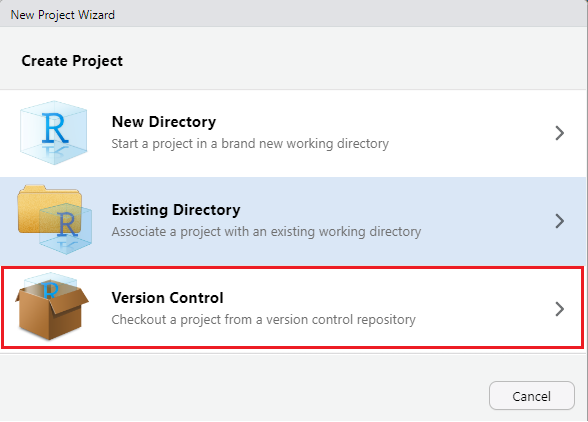 New Project Wizard
Create Project
R
New Directory
Start a project in a brand new working directory
R
Existing Directory
Associate a project with an existing working directory
R
Version Control
Checkout a project from a version control repository
Cancel